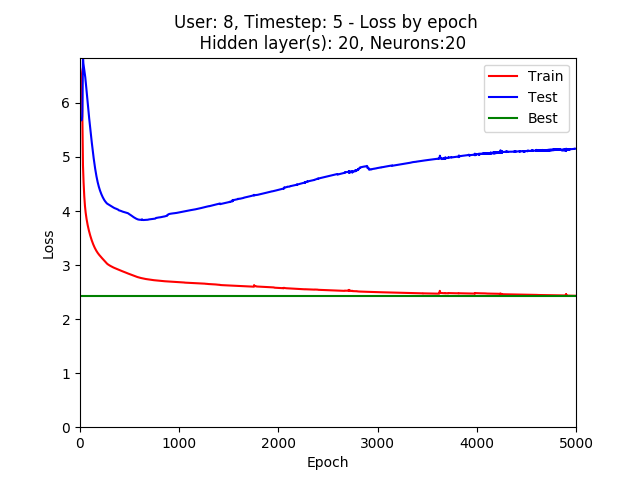 User: 8, Timestep: 5 - Loss by epoch
Hidden layer(s): 20, Neurons:20
Train
Test
Best
Loss
6
5
4
3
2
1
0
0 1000 2000 3000 4000 5000
Epoch